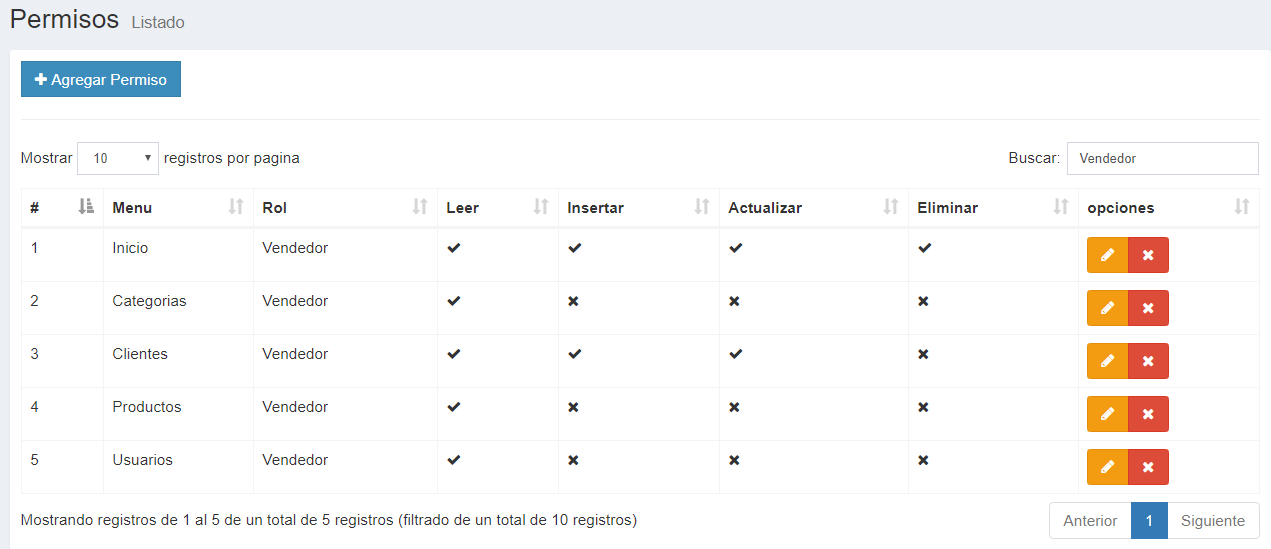 Permisos Listado
Agregar Permiso
Mostrar 10 registros por pagina Buscar: Vendedor
# Menu Rol Leer Insertar Actualizar Eliminar opciones
1 Inicio Vendedor
2 Categorias Vendedor
3 Clientes Vendedor
4 Productos Vendedor
5 Usuarios Vendedor
Mostrando registros de 1 al 5 de un total de 5 registros (filtrado de un total de 10 registros) Anterior 1 Siguiente